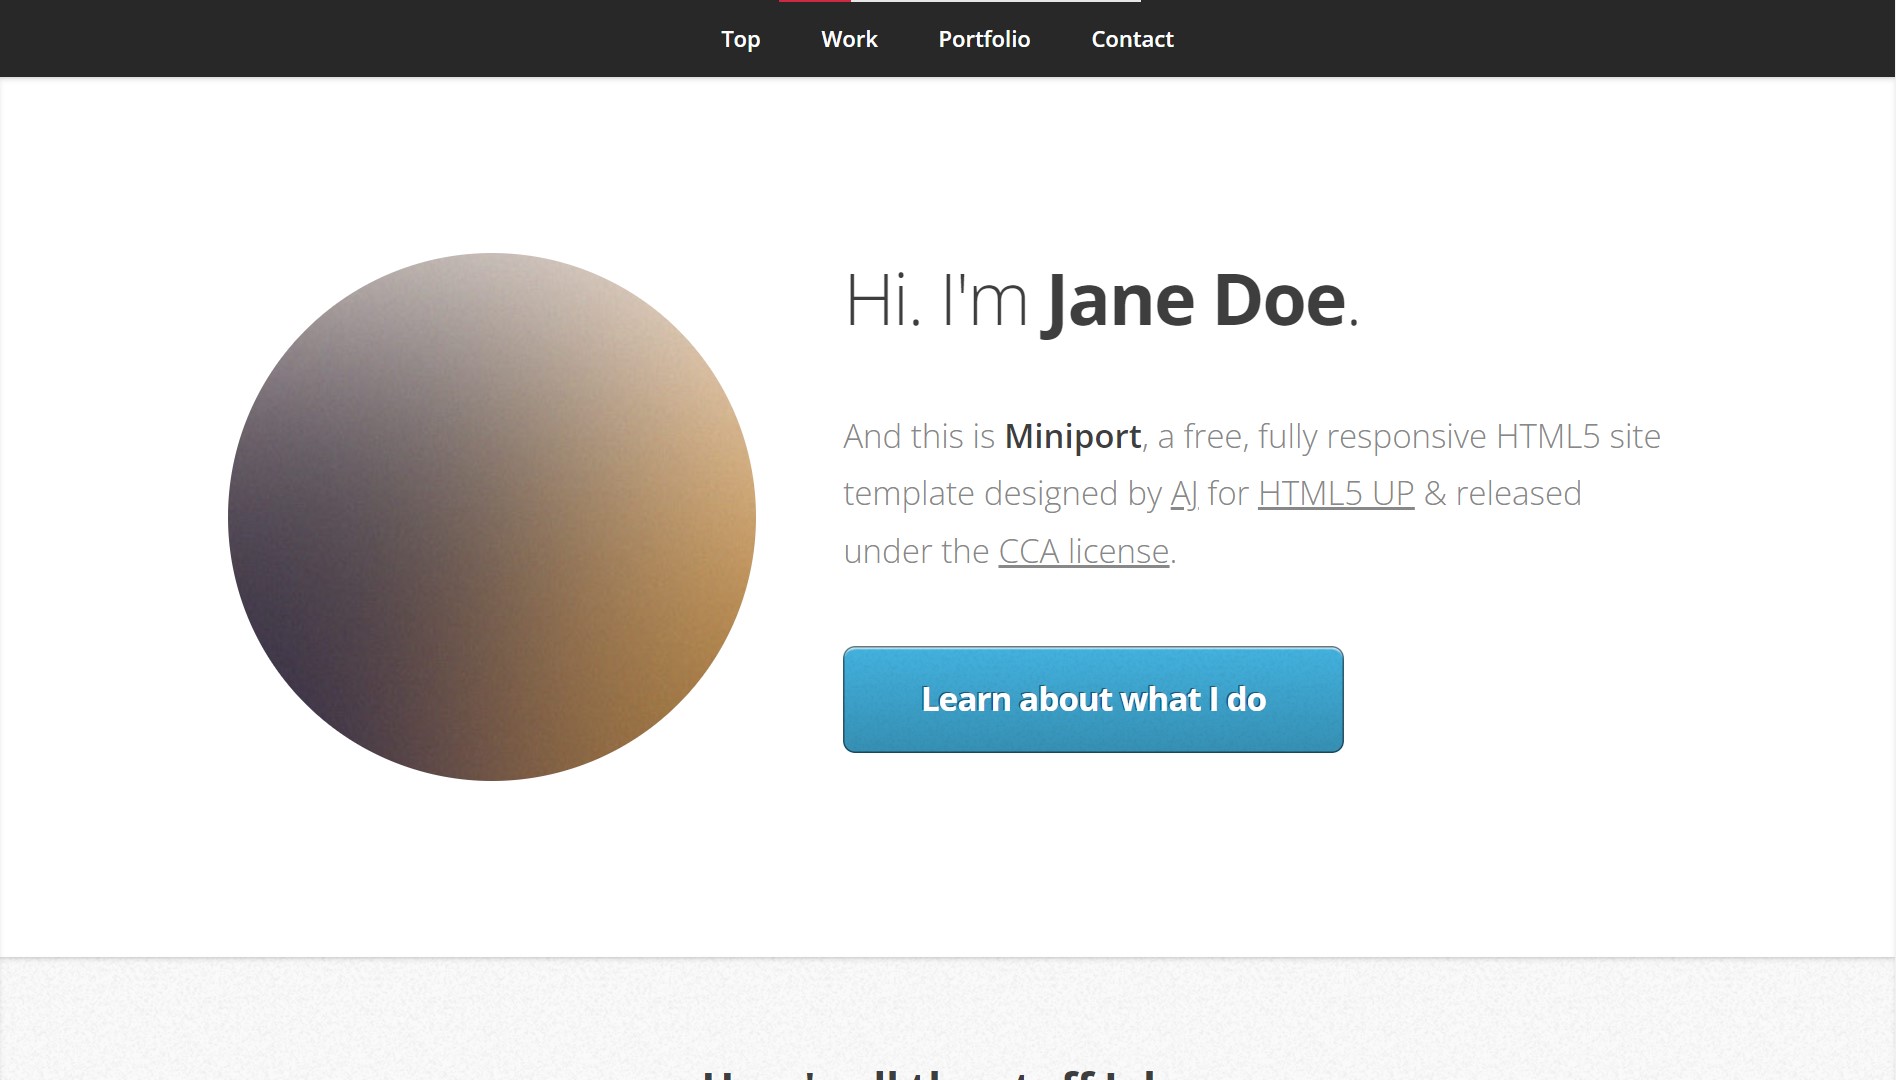 Top Work Portfolio Contact
Hi. I'm Jane Doe.
And this is Miniport, a free, fully responsive HTML5 site
template designed by AJ for HTML5 UP & released
under the CCA license.
Learn about what I do